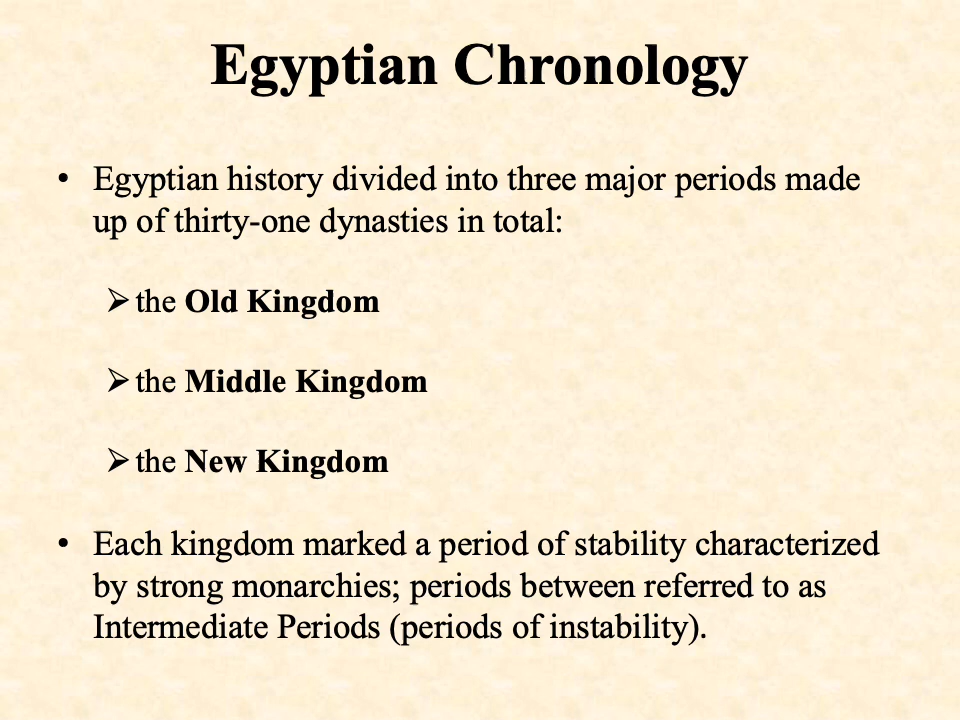 Egyptian Chronology
• Egyptian history divided into three major periods made
up of thirty-one dynasties in total:
➢ the Old Kingdom
➢ the Middle Kingdom
➢ the New Kingdom
• Each kingdom marked a period of stability characterized
by strong monarchies; periods between referred to as
Intermediate Periods (periods of instability).